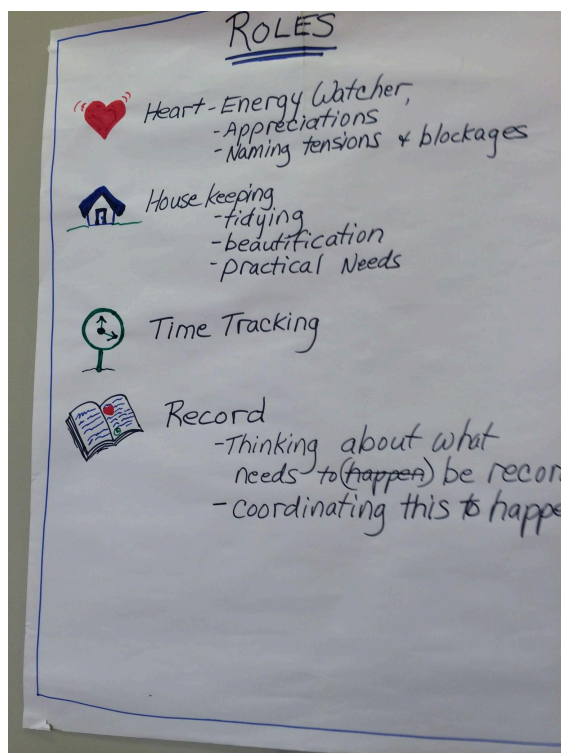 ROLES
Heart - Energy Watcher,
- Appreciations
- Naming tensions & blockages
House keeping
- tidying
- beautification
- practical Needs
Time Tracking
Record
- Thinking about what
needs to (happen) be recor
- Coordinating this to happe